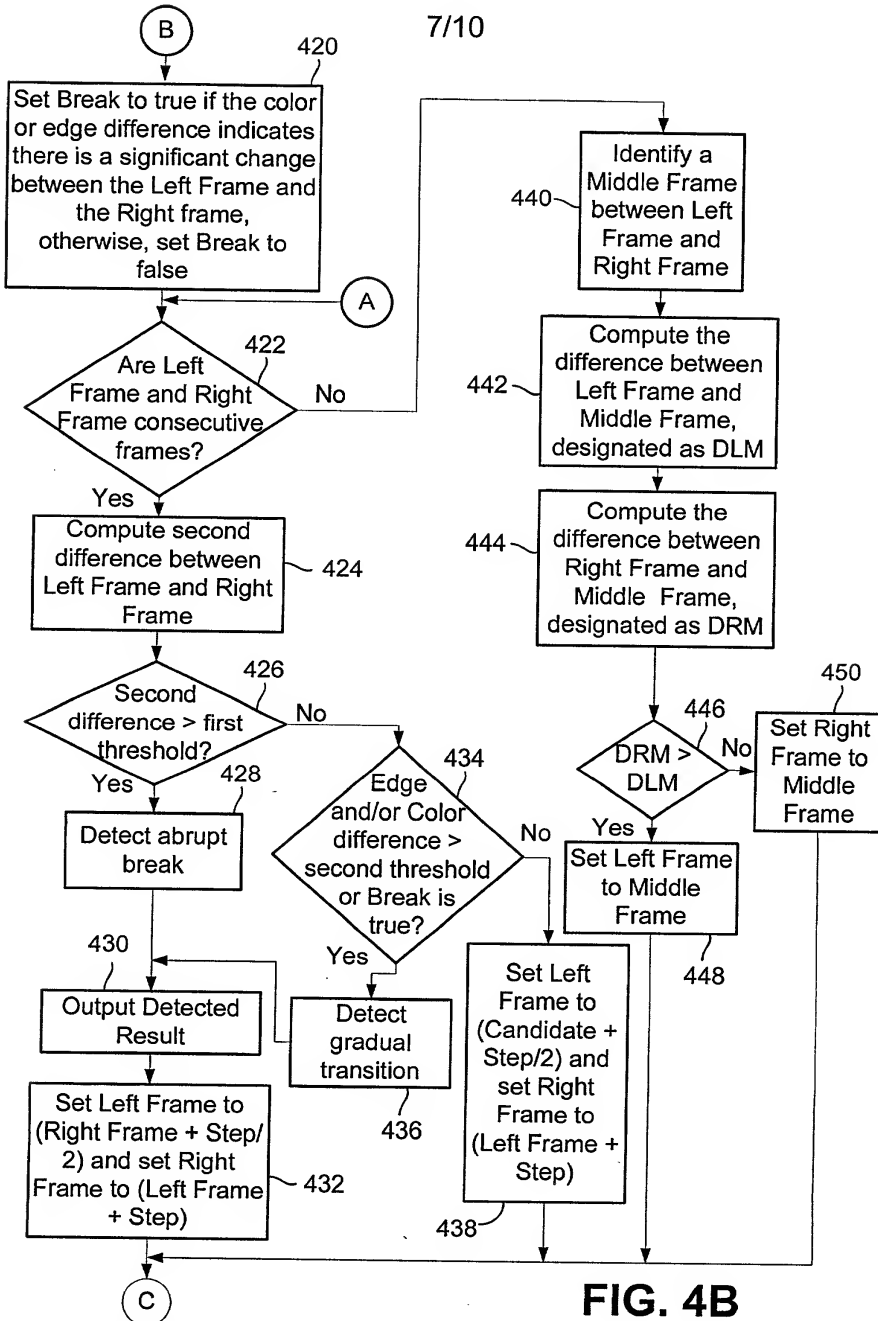 7/10
B
420
Set Break to true if the color
or edge difference indicates
there is a significant change
between the Left Frame and
the Right frame,
otherwise, set Break to
false
A
422
Are Left
Frame and Right
Frame consecutive
frames?
No
Yes
Compute second
difference between
Left Frame and Right
Frame
424
426
Second
difference > first
threshold?
No
Yes
428
Detect abrupt
break
430
Output Detected
Result
Set Left Frame to
(Right Frame + Step/
2) and set Right
Frame to (Left Frame
+ Step)
432
434
Edge
and/or Color
difference >
second threshold
or Break is
true?
No
Yes
Detect
gradual
transition
436
Set Left
Frame to
(Candidate +
Step/2) and
set Right
Frame to
(Left Frame +
Step)
438
440
Identify a
Middle Frame
between Left
Frame and
Right Frame
442
Compute the
difference between
Left Frame and
Middle Frame,
designated as DLM
444
Compute the
difference between
Right Frame and
Middle Frame,
designated as DRM
446
DRM >
DLM
No
Yes
Set Left Frame
to Middle
Frame
448
450
Set Right
Frame to
Middle
Frame
C
FIG. 4B